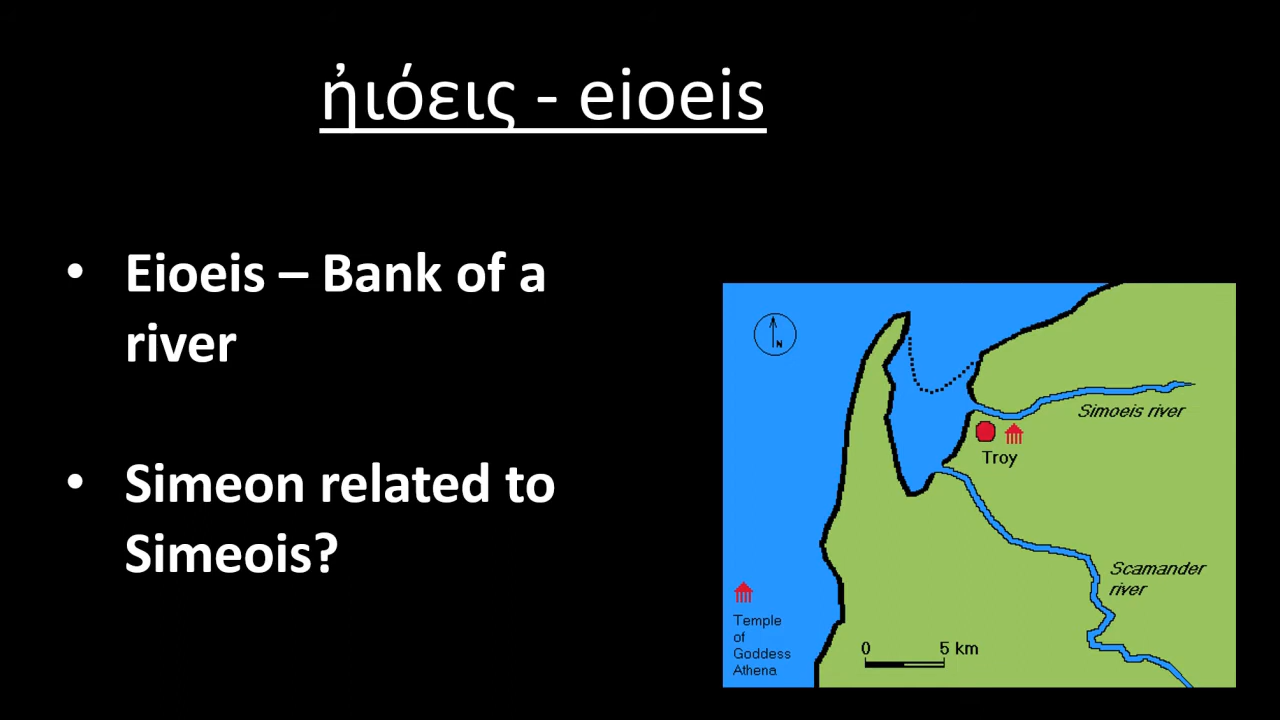 ἠιόεις - eioeis
• Eioeis – Bank of a
river
• Simeon related to
Simeois?
N
Simoeis river
Troy
Scamander
river
Temple
of
Goddess
Athena
0 5 km